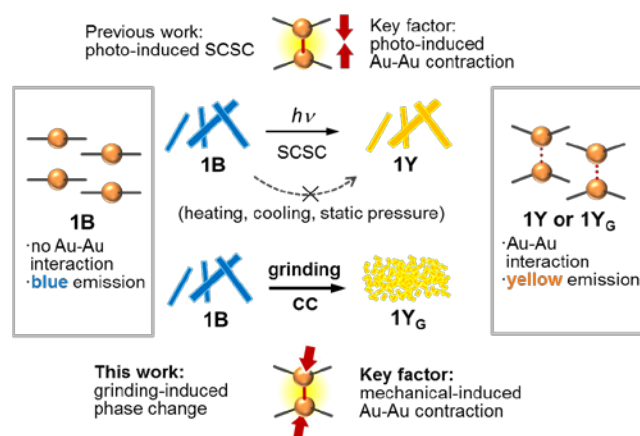 Previous work:
photo-induced SCSC
Key factor:
photo-induced
Au-Au contraction
1B
·no Au-Au
interaction
·blue emission
1B
hν
SCSC
1Y
(heating, cooling, static pressure)
1B
grinding
CC
1Y_G
1Y or 1Y_G
·Au-Au
interaction
·yellow emission
This work:
grinding-induced
phase change
Key factor:
mechanical-induced
Au-Au contraction